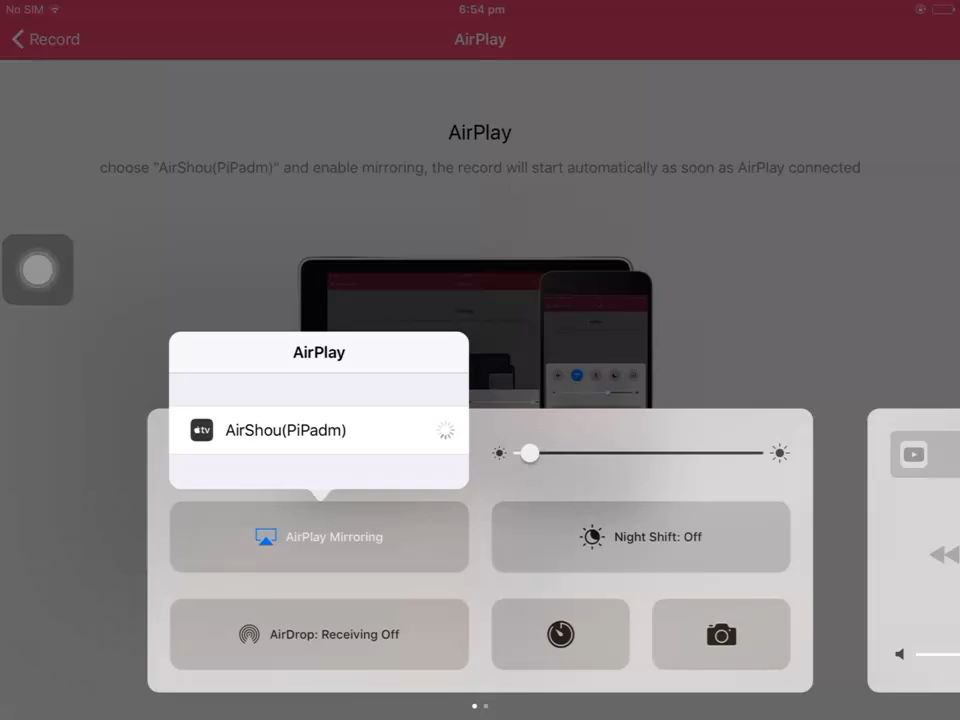 No SIM
6:54 pm
Record
AirPlay
AirPlay
choose "AirShou(PiPadm)" and enable mirroring, the record will start automatically as soon as AirPlay connected
AirPlay
tv AirShou(PiPadm)
AirPlay Mirroring
Night Shift: Off
AirDrop: Receiving Off